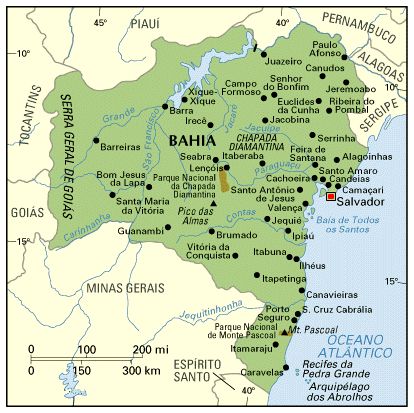 45°
PIAUÍ
40°
PERNAMBUCO
10°
10°
Paulo
Afonso
Juazeiro
ALAGOAS
Canudos
Senhor
do Bonfim
Campo
Formoso
Jeremoabo
Xique-
Xique
Euclides
da Cunha
Ribeira do
Pombal
TOCANTINS
SERRA GERAL DE GOIÁS
Grande
Barra
São Francisco
Irecê
Jacaré
Jacobina
SERGIPE
Jacuipe
Serrinha
BAHIA
CHAPADA
DIAMANTINA
Barreiras
Seabra
Itaberaba
Feira de
Santana
Alagoinhas
Lençóis
Paraguaçu
Santo Amaro
Bom Jesus
da Lapa
Parque Nacional
da Chapada
Diamantina
Cachoeira
Candeias
Camaçari
GOIÁS
Santo Antônio
de Jesus
Salvador
Santa Maria
da Vitória
Pico das
Almas
Valença
Baia de Todos
os Santos
Contas
Carinhanha
Guanambi
Jequié
Brumado
Ipiaú
15°
15°
Vitória da
Conquista
Itabuna
Ilhéus
Itapetinga
MINAS GERAIS
Canavieiras
Jequitinhonha
Porto
Seguro
S. Cruz Cabrália
Parque Nacional
de Monte Pascoal
Mt. Pascoal
0 100 200 mi
0 150 300 km
Itamaraju
OCEANO
ATLÂNTICO
ESPÍRITO
SANTO
Recifes da
Pedra Grande
Caravelas
40°
Arquipélago
dos Abrolhos